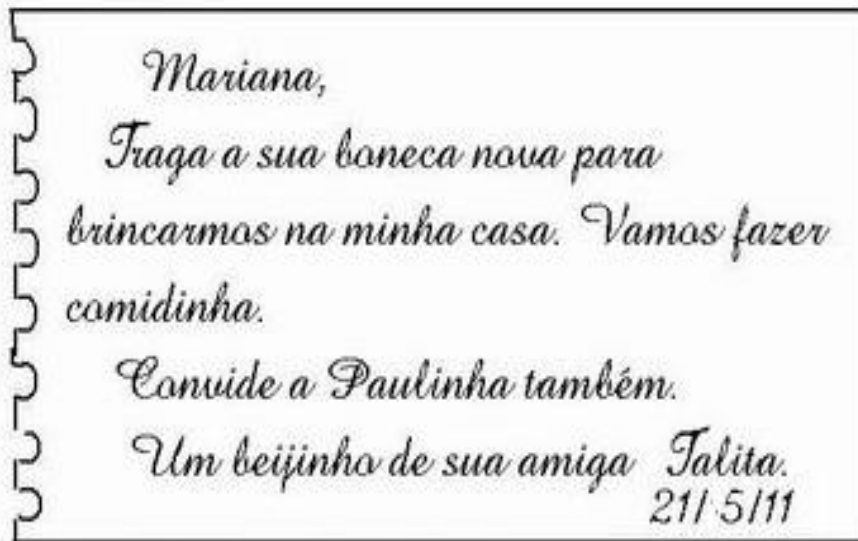 Mariana,
Traga a sua boneca nova para
brincarmos na minha casa. Vamos fazer
comidinha.
Convide a Paulinha também.
Um beijinho de sua amiga Talita.
21/5/11